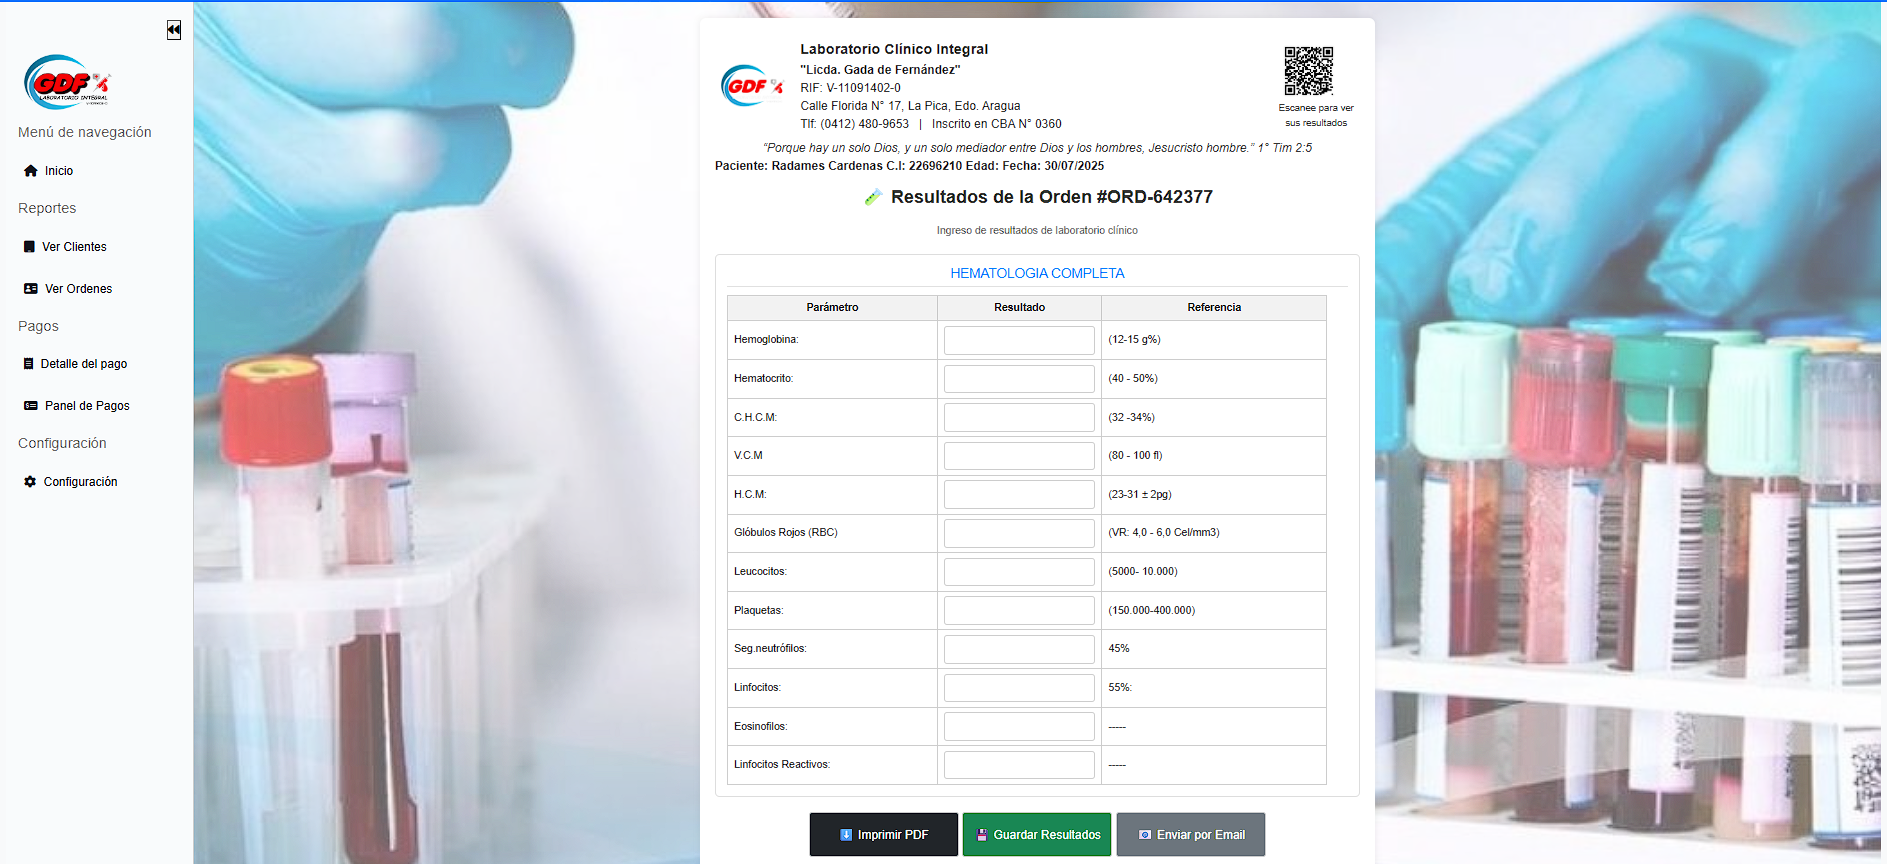 GDF
LABORATORIO INTEGRAL
Menú de navegación
Inicio
Reportes
Ver Clientes
Ver Ordenes
Pagos
Detalle del pago
Panel de Pagos
Configuración
Configuración
GDF
Laboratorio Clínico Integral
"Licda. Gada de Fernández"
RIF: V-11091402-0
Calle Florida N° 17, La Pica, Edo. Aragua
Tlf: (0412) 480-9653 | Inscrito en CBA N° 0360
Escanee para ver
sus resultados
“Porque hay un solo Dios, y un solo mediador entre Dios y los hombres, Jesucristo hombre.” 1° Tim 2:5
Paciente: Radames Cardenas C.I: 22696210 Edad: Fecha: 30/07/2025
Resultados de la Orden #ORD-642377
Ingreso de resultados de laboratorio clínico
HEMATOLOGIA COMPLETA
Parámetro Resultado Referencia
Hemoglobina: (12-15 g%)
Hematocrito: (40 - 50%)
C.H.C.M: (32 -34%)
V.C.M (80 - 100 fl)
H.C.M: (23-31 ± 2pg)
Glóbulos Rojos (RBC) (VR: 4,0 - 6,0 Cel/mm3)
Leucocitos: (5000- 10.000)
Plaquetas: (150.000-400.000)
Seg.neutrófilos: 45%
Linfocitos: 55%:
Eosinofilos: -----
Linfocitos Reactivos: -----
Imprimir PDF
Guardar Resultados
Enviar por Email